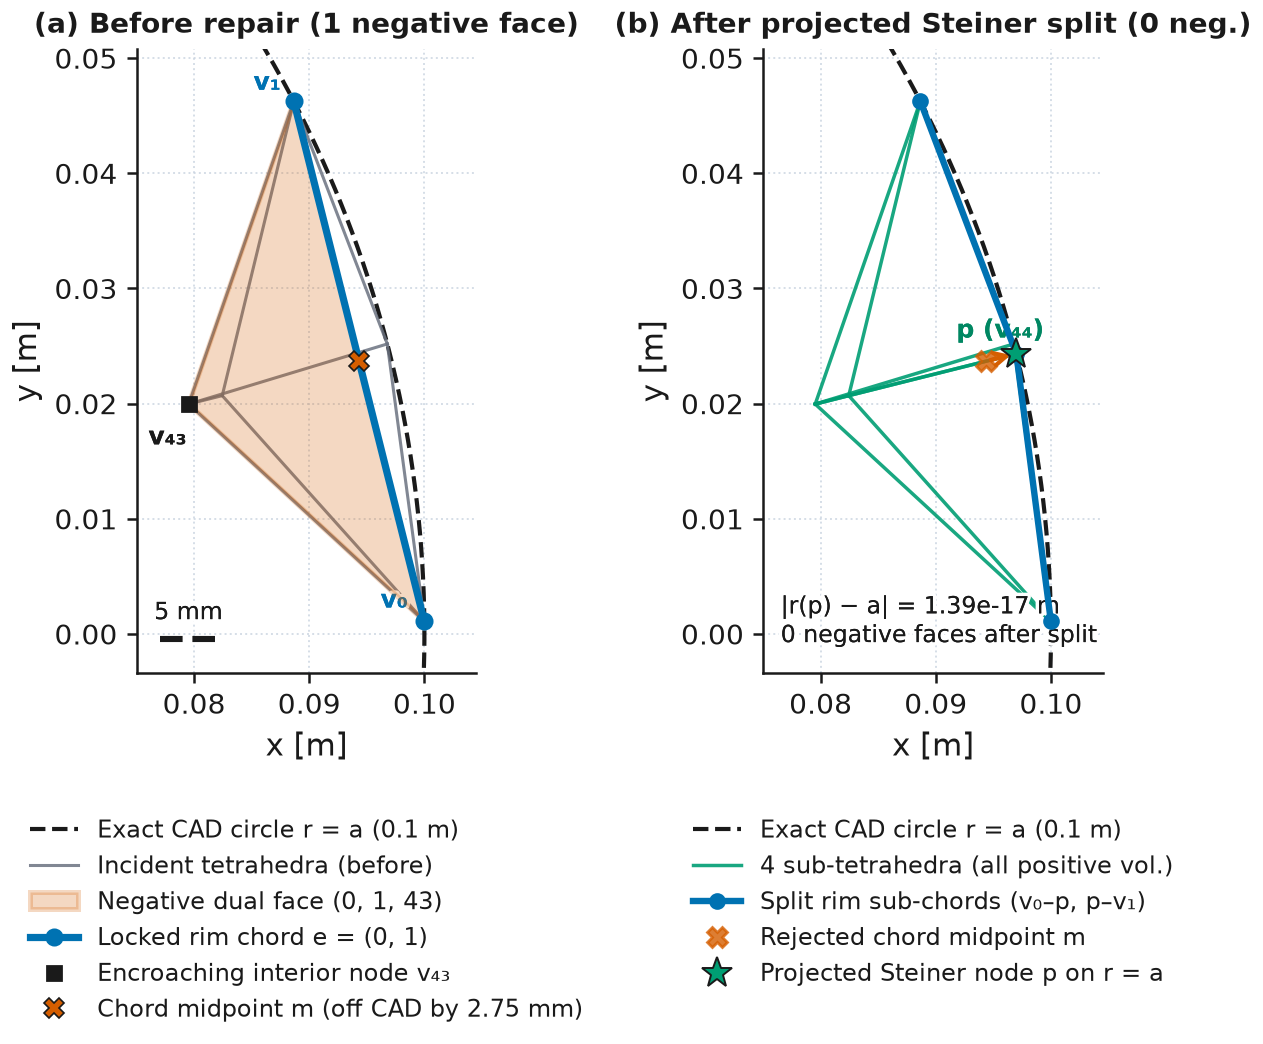 (a) Before repair (1 negative face)
0.05
0.04
0.03
0.02
0.01
0.00
y [m]
v₁
v₄₃
v₀
5 mm
0.08
0.09
0.10
x [m]
Exact CAD circle r = a (0.1 m)
Incident tetrahedra (before)
Negative dual face (0, 1, 43)
Locked rim chord e = (0, 1)
Encroaching interior node v₄₃
Chord midpoint m (off CAD by 2.75 mm)
(b) After projected Steiner split (0 neg.)
0.05
0.04
0.03
0.02
0.01
0.00
y [m]
p (v₄₄)
|r(p) − a| = 1.39e-17 m
0 negative faces after split
0.08
0.09
0.10
x [m]
Exact CAD circle r = a (0.1 m)
4 sub-tetrahedra (all positive vol.)
Split rim sub-chords (v₀–p, p–v₁)
Rejected chord midpoint m
Projected Steiner node p on r = a